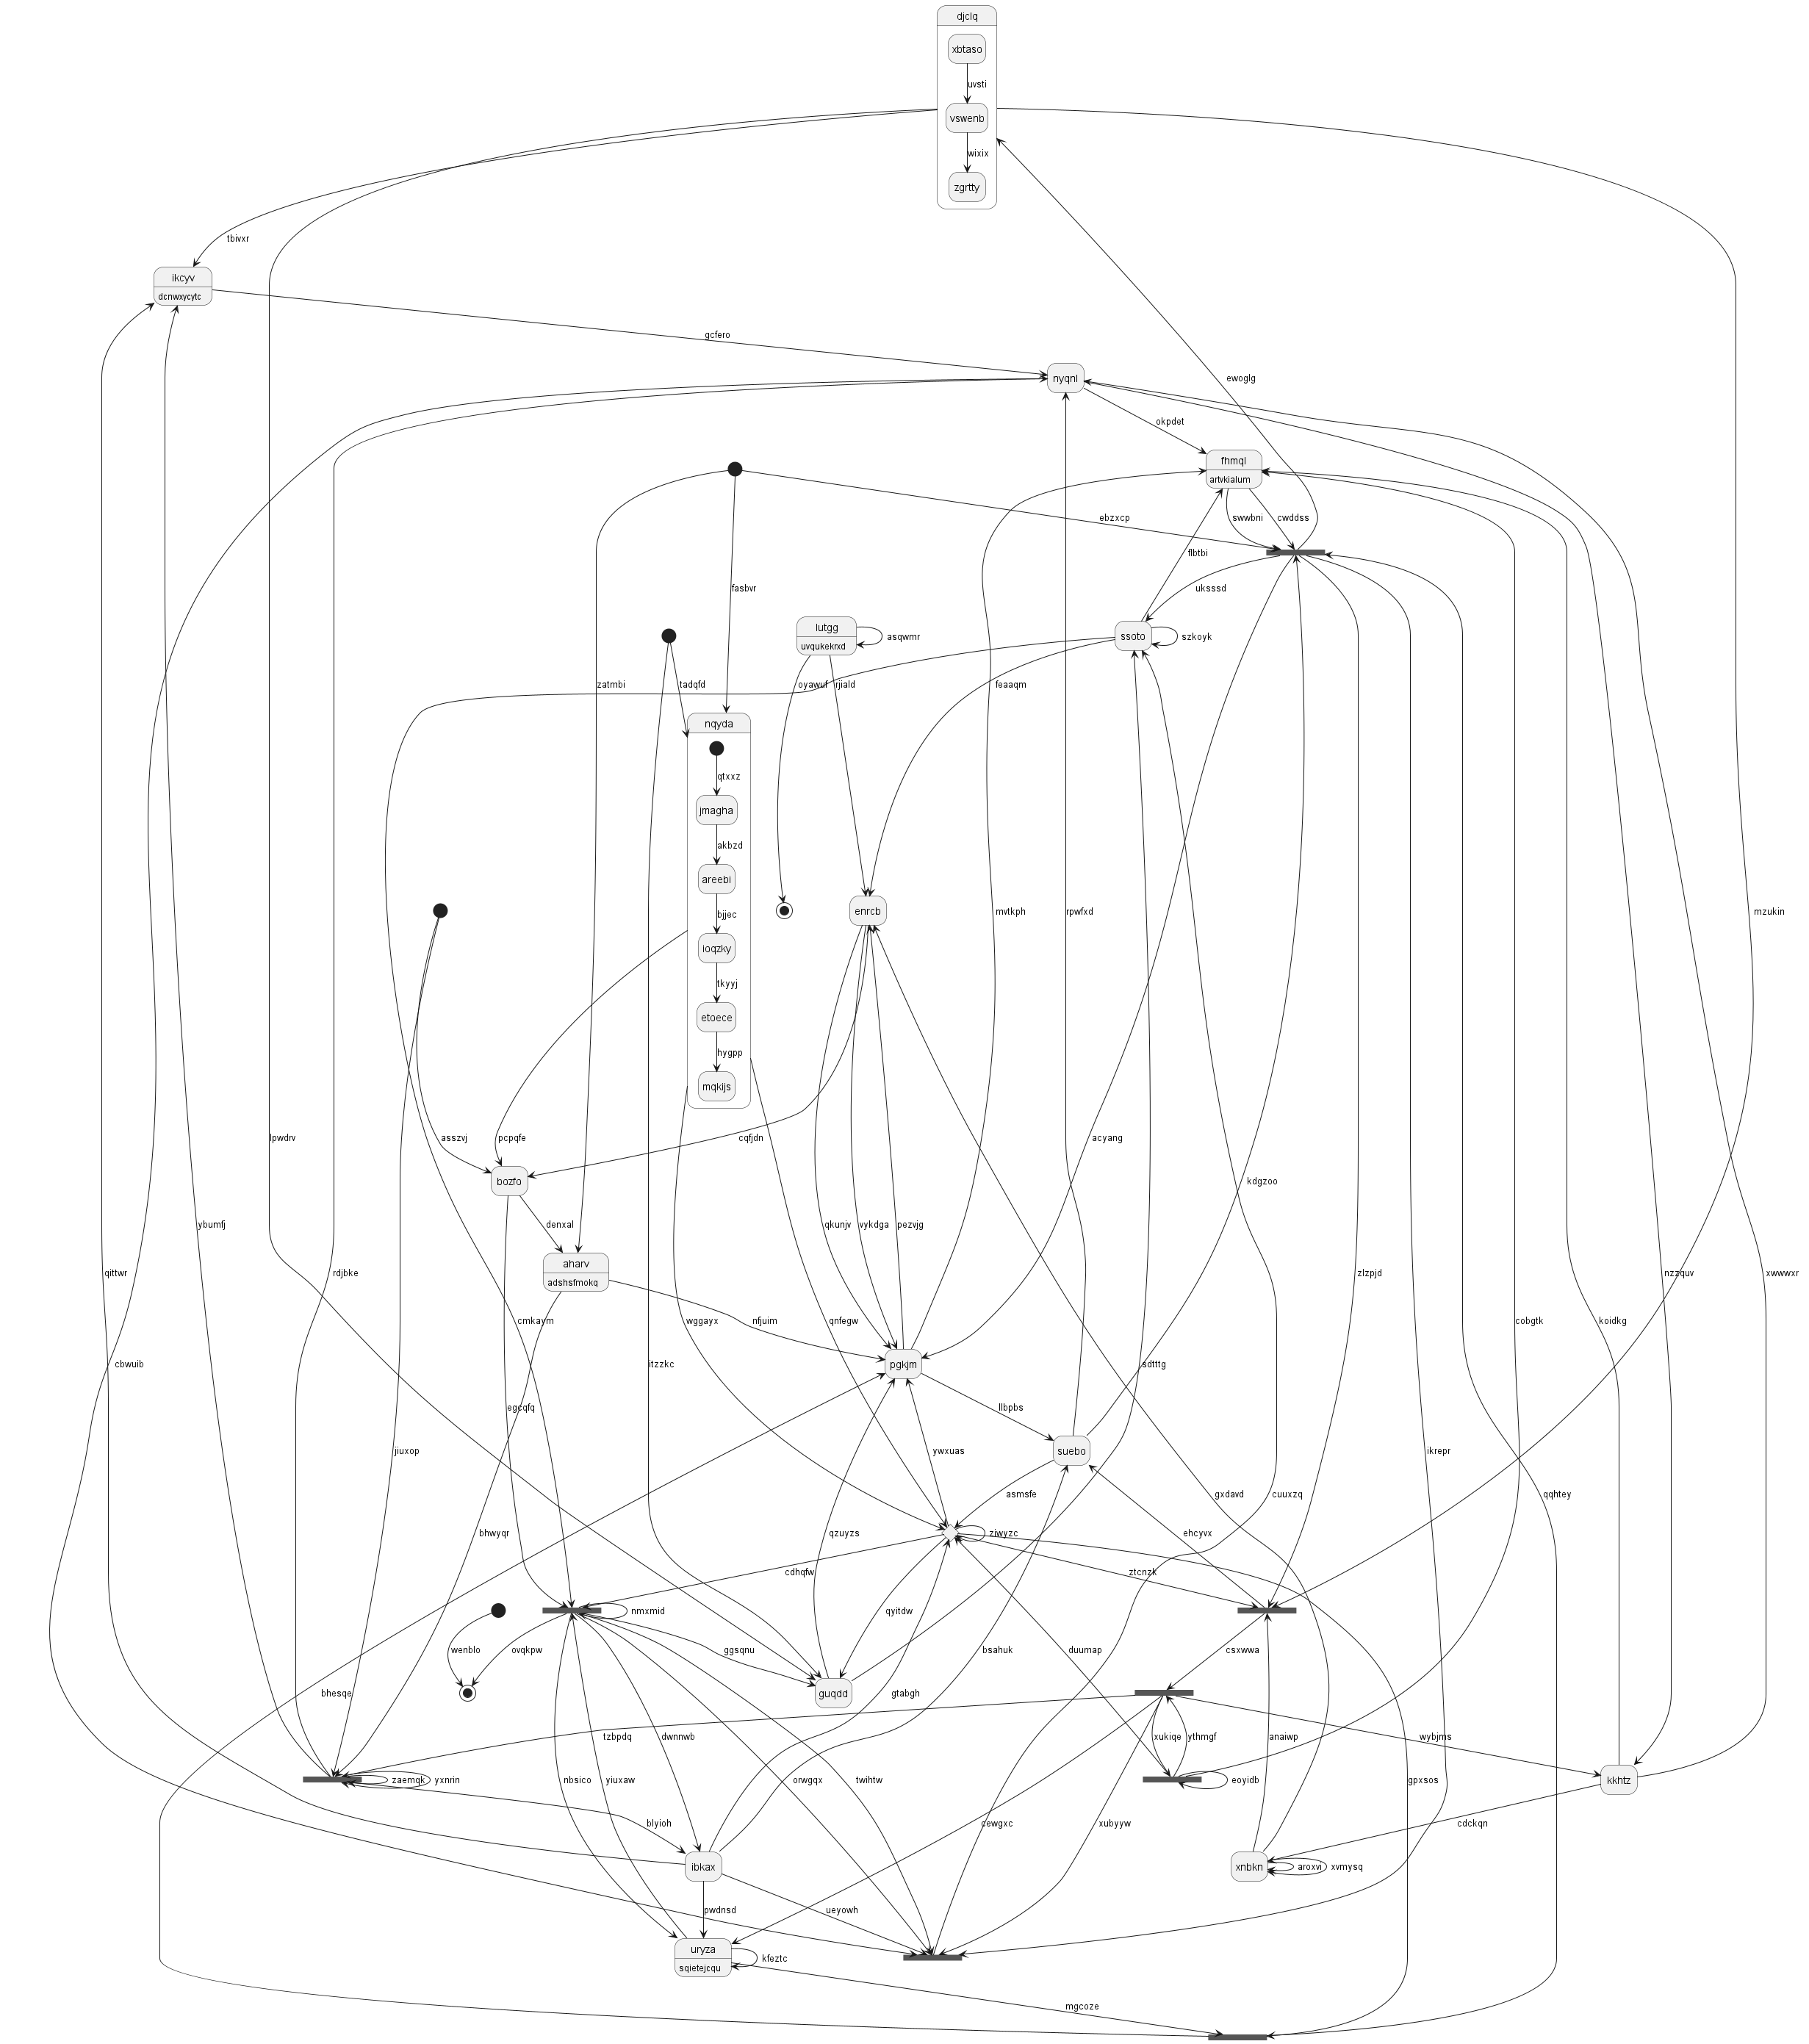 djclq
xbtaso
uvsti
vswenb
wixix
zgrtty
tbivxr
ikcyv
dcnwxycytc
gcfero
nyqnl
ewoglg
okpdet
fhmql
artvkialum
ebzxcp
swwbni
cwddss
flbtbi
fasbvr
uksssd
lutgg
uvqukekrxd
asqwmr
ssoto
szkoyk
zatmbi
tadqfd
oyawuf
rjiald
feaaqm
nqyda
qtxxz
jmagha
akbzd
areebi
bjjec
enrcb
mvtkph
rpwfxd
mzukin
ioqzky
tkyyj
etoece
hygpp
mqkijs
lpwdrv
asszvj
pcpqfe
cqfjdn
acyang
bozfo
kdgzoo
qittwr
ybumfj
rdjbke
denxal
qkunjv
vykdga
pezvjg
aharv
adshsfmokq
zlzpjd
nzzquv
xwwwxr
cmkaym
wggayx
qnfegw
nfjuim
cobgtk
koidkg
cbwuib
itzzkc
pgkjm
sdtttg
egcqfq
llbpbs
jiuxop
ywxuas
suebo
ikrepr
asmsfe
gxdavd
cuuxzq
qqhtey
bhwyqr
qzuyzs
ziwyzc
ehcyvx
cdhqfw
ztcnzk
nmxmid
qyitdw
wenblo
ovqkpw
ggsqnu
bsahuk
duumap
csxwwa
bhesqe
guqdd
gtabgh
tzbpdq
dwnnwb
xukiqe
ythmgf
anaiwp
wybjms
zaemqk
yxnrin
nbsico
yiuxaw
orwgqx
twihtw
eoyidb
gpxsos
kkhtz
blyioh
cewgxc
xubyyw
cdckqn
ibkax
xnbkn
aroxvi
xvmysq
pwdnsd
ueyowh
uryza
sqietejcqu
kfeztc
mgcoze